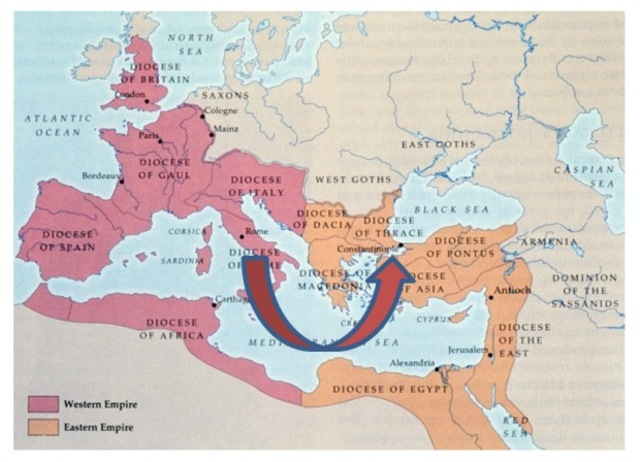 NORTH
SEA
DIOCESE
OF BRITAIN
London
SAXONS
Cologne
ATLANTIC
OCEAN
Mainz
Paris
EAST GOTHS
DIOCESE
OF GAUL
CASPIAN
SEA
Bordeaux
DIOCESE
OF ITALY
WEST GOTHS
BLACK SEA
DIOCESE
OF DACIA
DIOCESE
OF THRACE
CORSICA
Rome
DIOCESE
OF SPAIN
Constantinople
DIOCESE
OF PONTUS
ARMENIA
SARDINIA
DIOCESE
DIOCESE OF
MACEDONIA
DOMINION
OF THE
SASSANIDS
Antioch
CYPRUS
DIOCESE
OF AFRICA
DIOCESE
OF THE
EAST
SEA
Jerusalem
Alexandria
DIOCESE OF EGYPT
Western Empire
Eastern Empire
RED
SEA